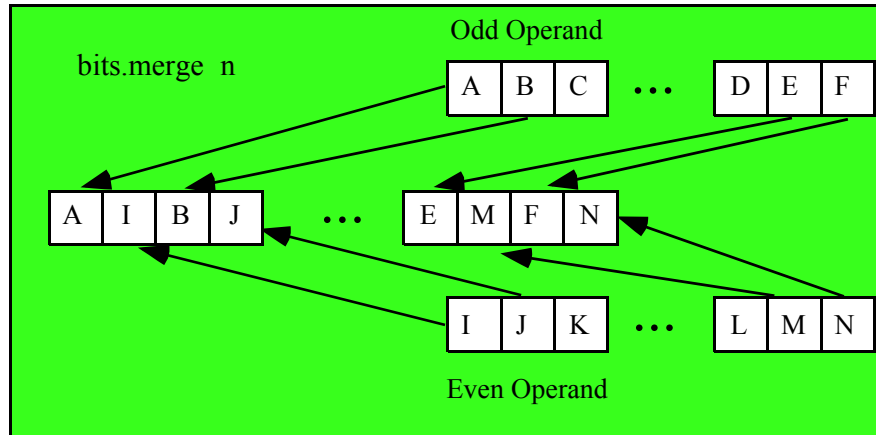 Odd Operand
bits.merge n
A B C ... D E F
A I B J ... E M F N
I J K ... L M N
Even Operand